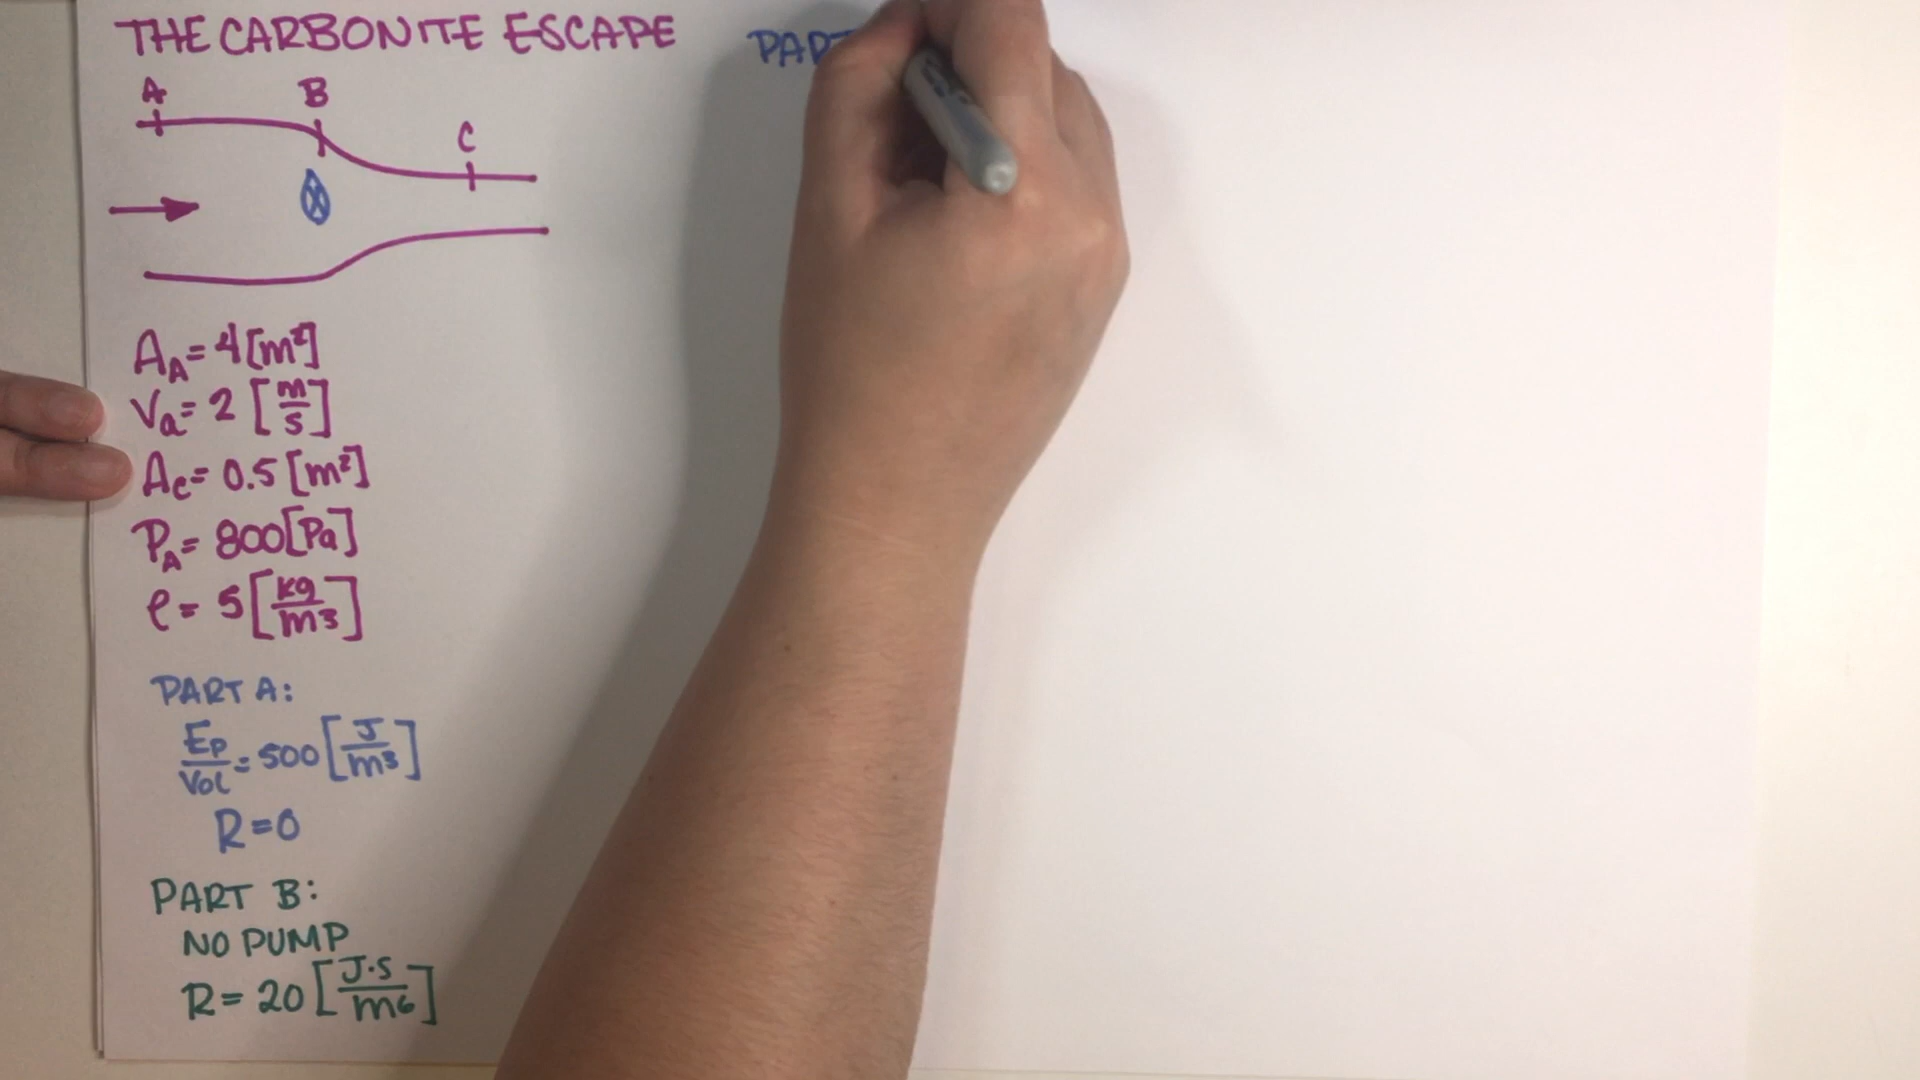 THE CARBONITE ESCAPE
A
B
C
A_A = 4 [m²]
V_a = 2 [m/s]
A_c = 0.5 [m²]
P_A = 800 [Pa]
ρ = 5 [kg/m³]
PART A:
Ep/Vol = 500 [J/m³]
R = 0
PART B:
NO PUMP
R = 20 [J·s/m⁶]